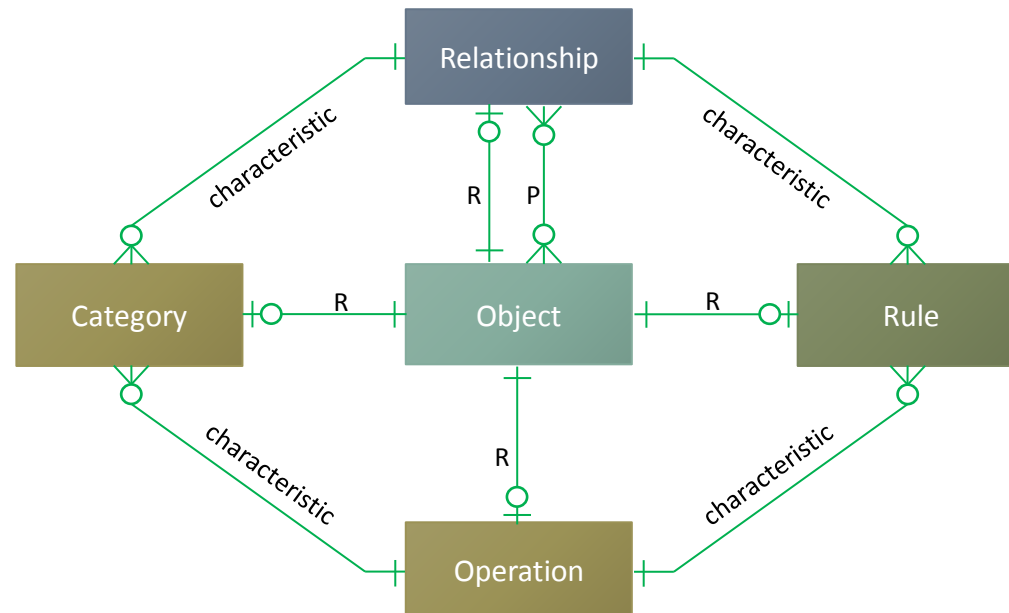 Relationship
characteristic
characteristic
R
P
Category
R
Object
R
Rule
characteristic
R
characteristic
Operation